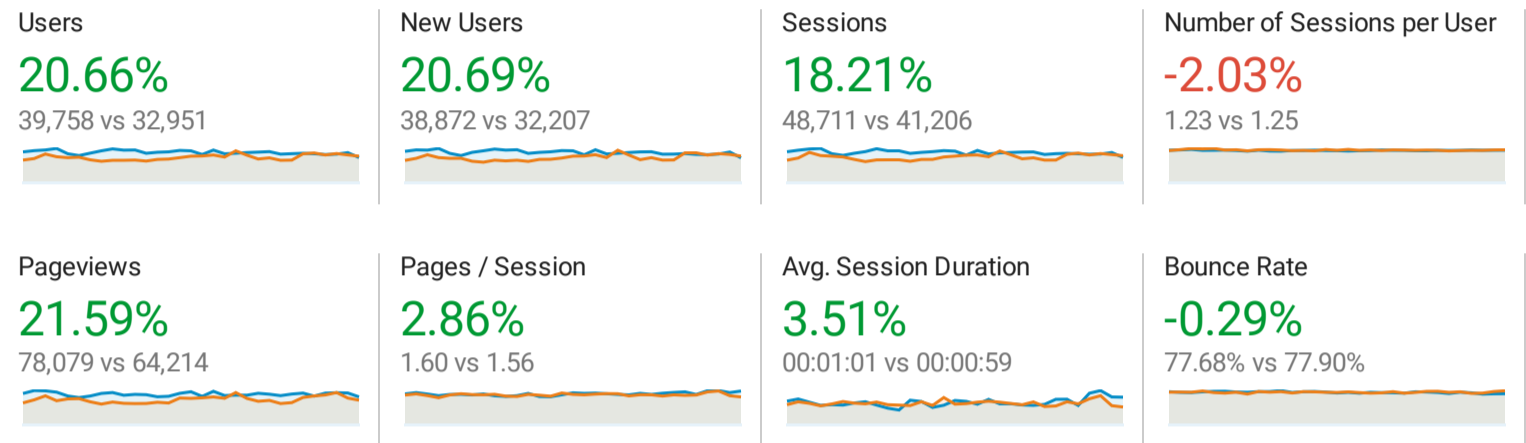 Users
20.66%
39,758 vs 32,951
New Users
20.69%
38,872 vs 32,207
Sessions
18.21%
48,711 vs 41,206
Number of Sessions per User
-2.03%
1.23 vs 1.25
Pageviews
21.59%
78,079 vs 64,214
Pages / Session
2.86%
1.60 vs 1.56
Avg. Session Duration
3.51%
00:01:01 vs 00:00:59
Bounce Rate
-0.29%
77.68% vs 77.90%